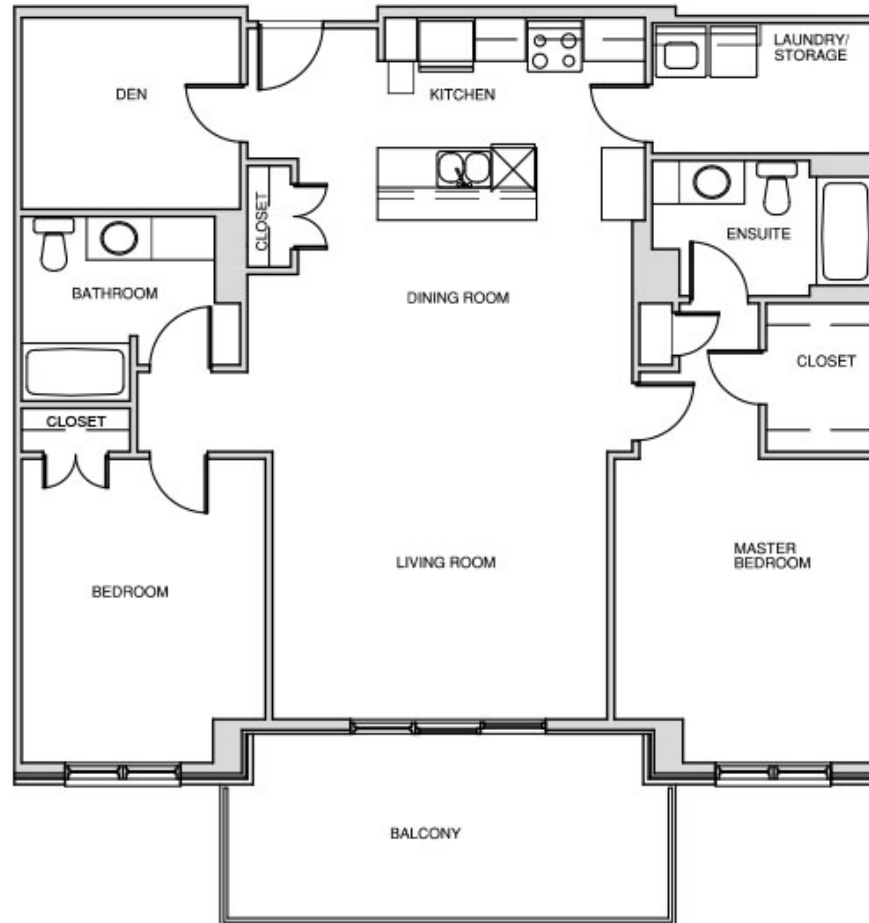 LAUNDRY/
STORAGE
DEN
KITCHEN
CLOSET
ENSUITE
BATHROOM
DINING ROOM
CLOSET
CLOSET
MASTER
BEDROOM
LIVING ROOM
BEDROOM
BALCONY